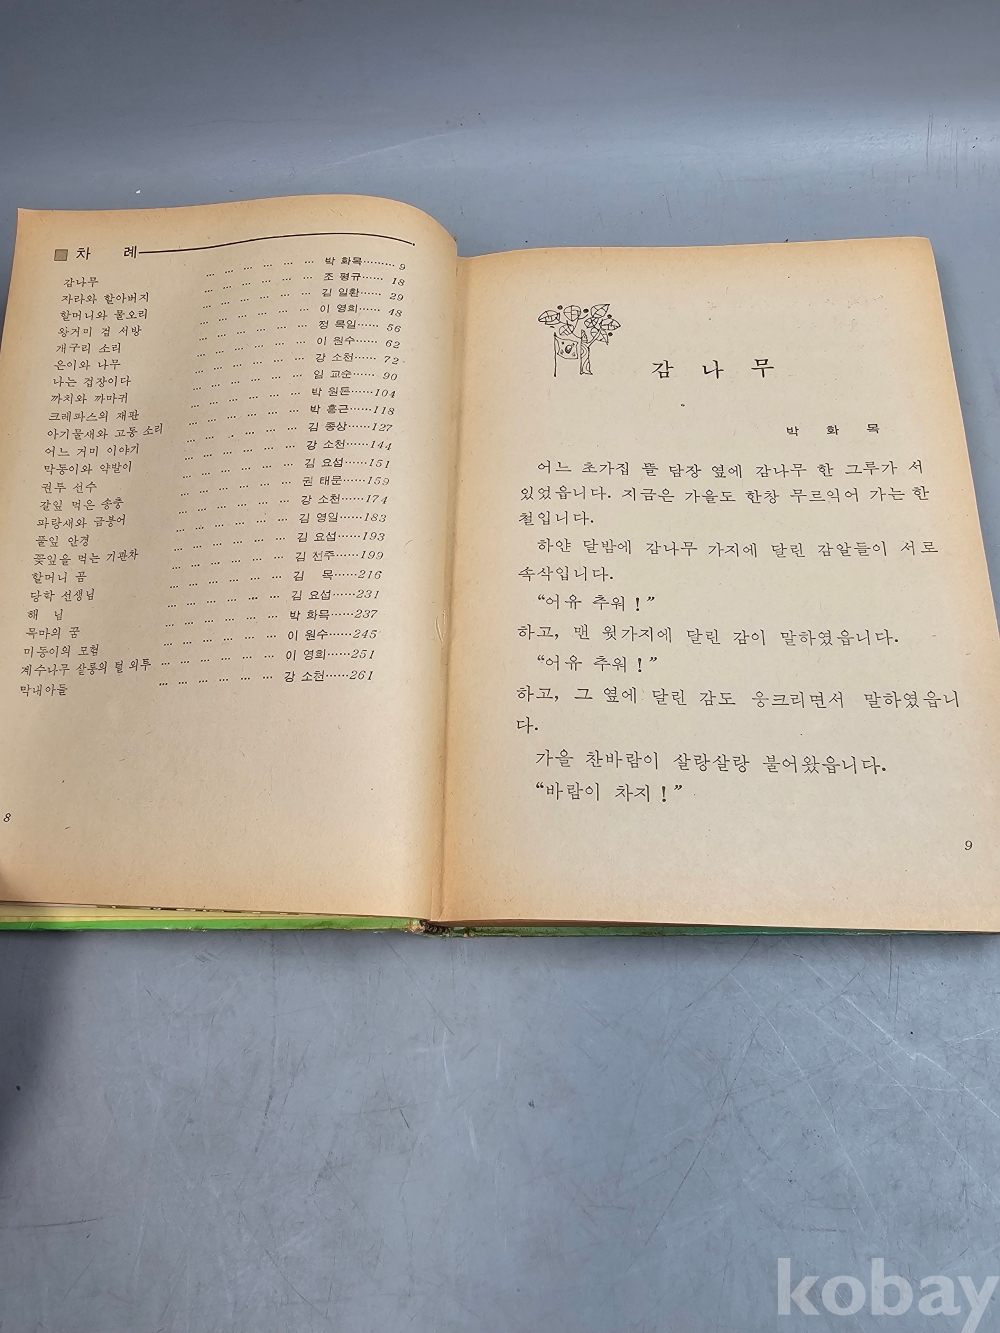 차 례
감나무 … … … … … … 박 화목………9
자라와 할아버지 … … … … … … 조 평규……18
할머니와 물오리 … … … … … … 김 일환……29
왕거미 검 서방 … … … … … … 이 영희……48
개구리 소리 … … … … … … 정 목일……56
은이와 나무 … … … … … … 이 원수……62
나는 겁장이다 … … … … … … 강 소천……72
까치와 까마귀 … … … … … … 임 교순……90
크레파스의 재판 … … … … … … 박 원돈……104
아기물새와 고동 소리 … … … … … … 박 홍근……118
어느 거미 이야기 … … … … … … 김 종상……127
막동이와 약발이 … … … … … … 강 소천……144
권투 선수 … … … … … … 김 요섭……151
갈잎 먹은 송충 … … … … … … 권 태문……159
파랑새와 금붕어 … … … … … … 강 소천……174
풀잎 안경 … … … … … … 김 영일……183
꽃잎을 먹는 기관차 … … … … … … 김 요섭……193
할머니 곰 … … … … … … 김 선주……199
당학 선생님 … … … … … … 김 목……216
해 님 … … … … … … 김 요섭……231
목마의 꿈 … … … … … … 박 화목……237
미둥이의 모험 … … … … … … 이 원수……245
계수나무 살롱의 털 외투 … … … … … … 이 영희……251
막내아들 … … … … … … 강 소천……261
8
감 나 무
박 화 목
어느 초가집 뜰 담장 옆에 감나무 한 그루가 서
있었읍니다. 지금은 가을도 한창 무르익어 가는 한
철입니다.
하얀 달밤에 감나무 가지에 달린 감알들이 서로
속삭입니다.
“어유 추워!”
하고, 맨 윗가지에 달린 감이 말하였읍니다.
“어유 추워!”
하고, 그 옆에 달린 감도 웅크리면서 말하였읍니
다.
가을 찬바람이 살랑살랑 불어왔읍니다.
“바람이 차지!”
9
kobay